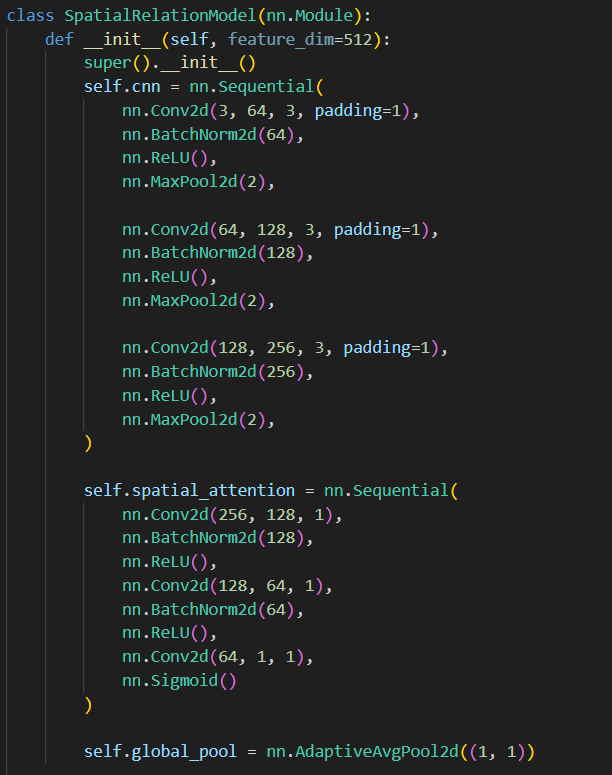 class SpatialRelationModel(nn.Module):
    def __init__(self, feature_dim=512):
        super().__init__()
        self.cnn = nn.Sequential(
            nn.Conv2d(3, 64, 3, padding=1),
            nn.BatchNorm2d(64),
            nn.ReLU(),
            nn.MaxPool2d(2),

            nn.Conv2d(64, 128, 3, padding=1),
            nn.BatchNorm2d(128),
            nn.ReLU(),
            nn.MaxPool2d(2),

            nn.Conv2d(128, 256, 3, padding=1),
            nn.BatchNorm2d(256),
            nn.ReLU(),
            nn.MaxPool2d(2),
        )

        self.spatial_attention = nn.Sequential(
            nn.Conv2d(256, 128, 1),
            nn.BatchNorm2d(128),
            nn.ReLU(),
            nn.Conv2d(128, 64, 1),
            nn.BatchNorm2d(64),
            nn.ReLU(),
            nn.Conv2d(64, 1, 1),
            nn.Sigmoid()
        )

        self.global_pool = nn.AdaptiveAvgPool2d((1, 1))